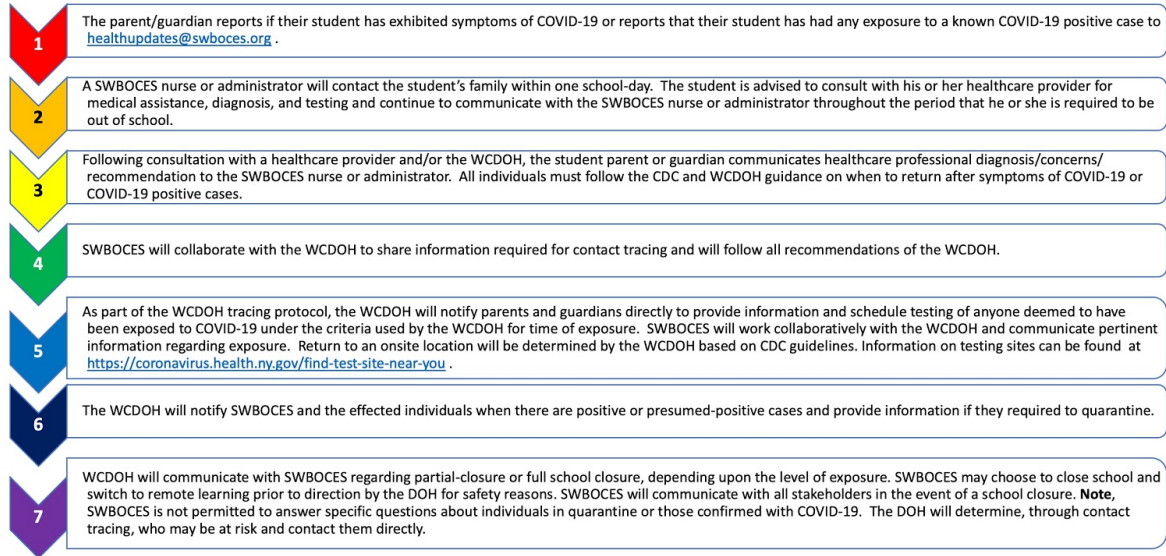 1
The parent/guardian reports if their student has exhibited symptoms of COVID-19 or reports that their student has had any exposure to a known COVID-19 positive case to
healthupdates@swboces.org .
2
A SWBOCES nurse or administrator will contact the student's family within one school-day. The student is advised to consult with his or her healthcare provider for
medical assistance, diagnosis, and testing and continue to communicate with the SWBOCES nurse or administrator throughout the period that he or she is required to be
out of school.
3
Following consultation with a healthcare provider and/or the WCDOH, the student parent or guardian communicates healthcare professional diagnosis/concerns/
recommendation to the SWBOCES nurse or administrator. All individuals must follow the CDC and WCDOH guidance on when to return after symptoms of COVID-19 or
COVID-19 positive cases.
4
SWBOCES will collaborate with the WCDOH to share information required for contact tracing and will follow all recommendations of the WCDOH.
5
As part of the WCDOH tracing protocol, the WCDOH will notify parents and guardians directly to provide information and schedule testing of anyone deemed to have
been exposed to COVID-19 under the criteria used by the WCDOH for time of exposure. SWBOCES will work collaboratively with the WCDOH and communicate pertinent
information regarding exposure. Return to an onsite location will be determined by the WCDOH based on CDC guidelines. Information on testing sites can be found at
https://coronavirus.health.ny.gov/find-test-site-near-you .
6
The WCDOH will notify SWBOCES and the effected individuals when there are positive or presumed-positive cases and provide information if they required to quarantine.
7
WCDOH will communicate with SWBOCES regarding partial-closure or full school closure, depending upon the level of exposure. SWBOCES may choose to close school and
switch to remote learning prior to direction by the DOH for safety reasons. SWBOCES will communicate with all stakeholders in the event of a school closure. Note,
SWBOCES is not permitted to answer specific questions about individuals in quarantine or those confirmed with COVID-19. The DOH will determine, through contact
tracing, who may be at risk and contact them directly.